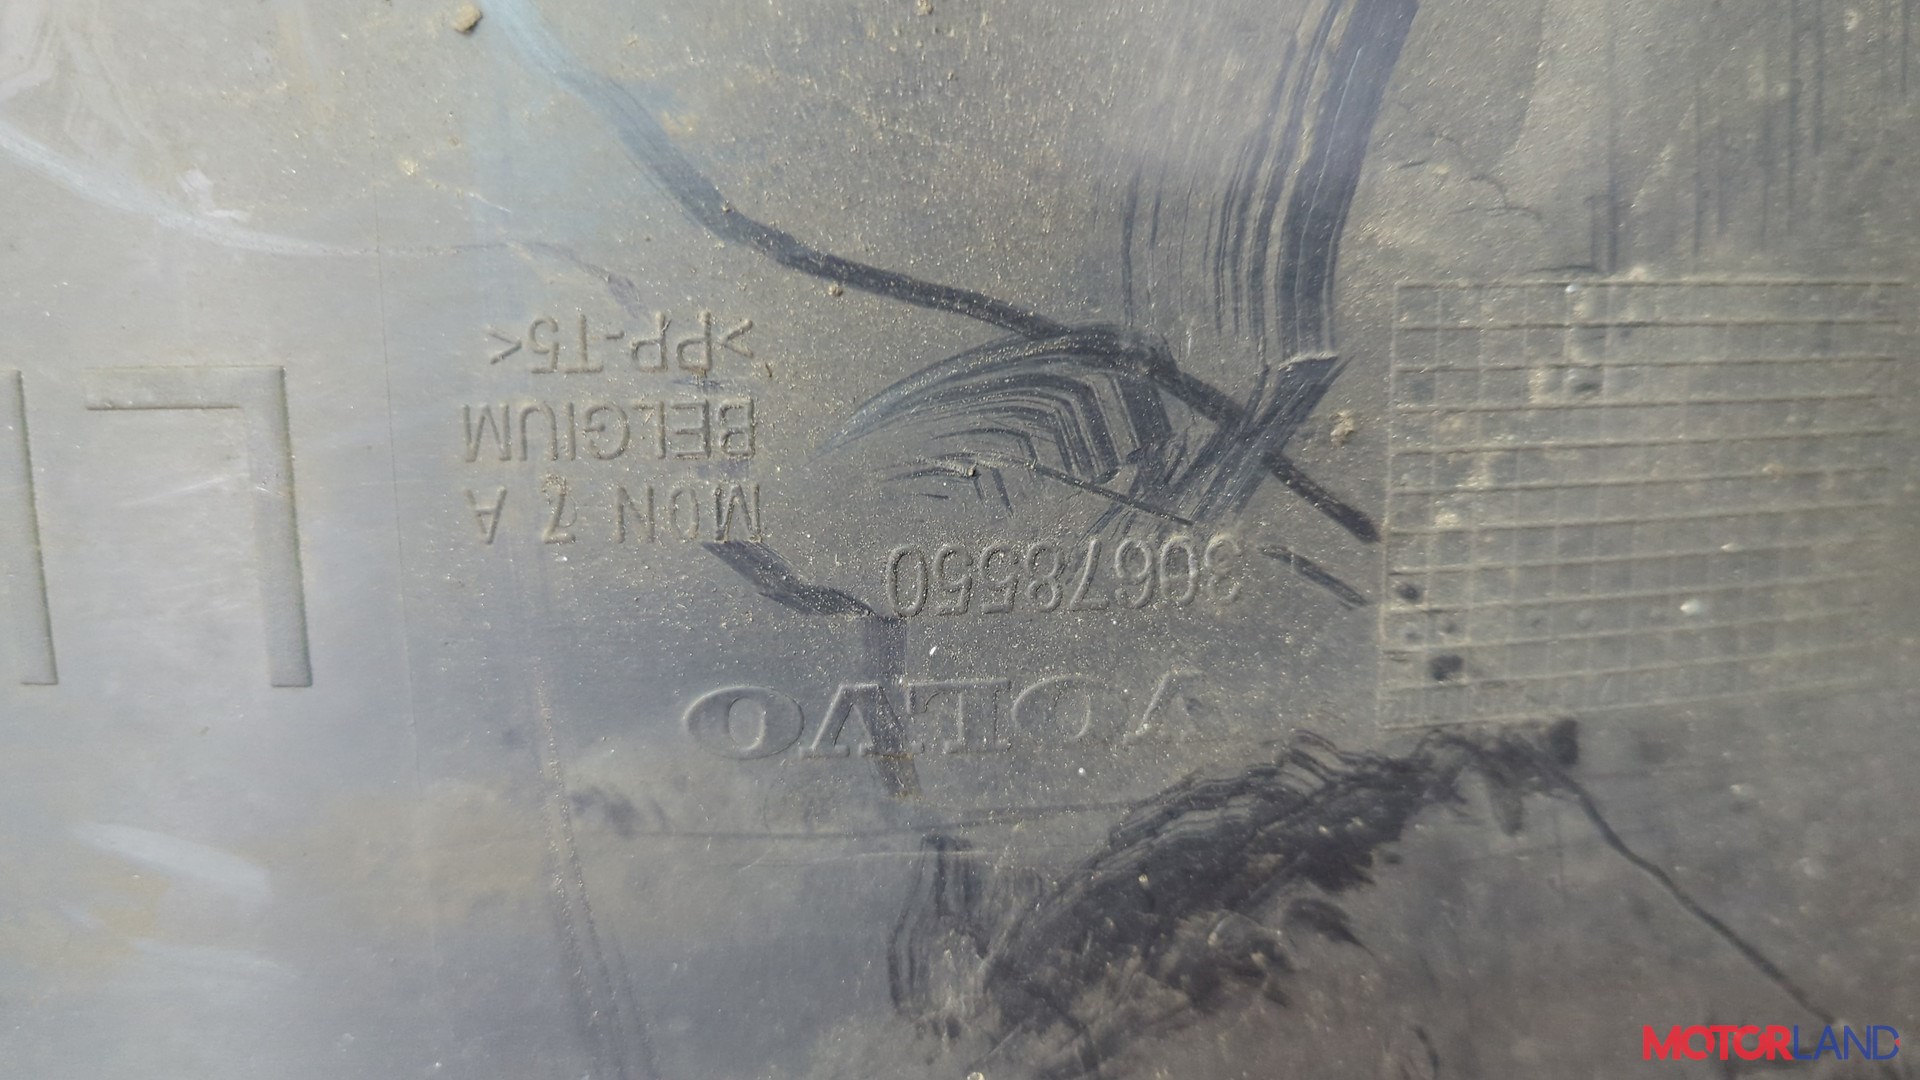 VOLVO
30678550
MON 7 A
BELGIUM
>PP-T5<
L
MOTORLAND